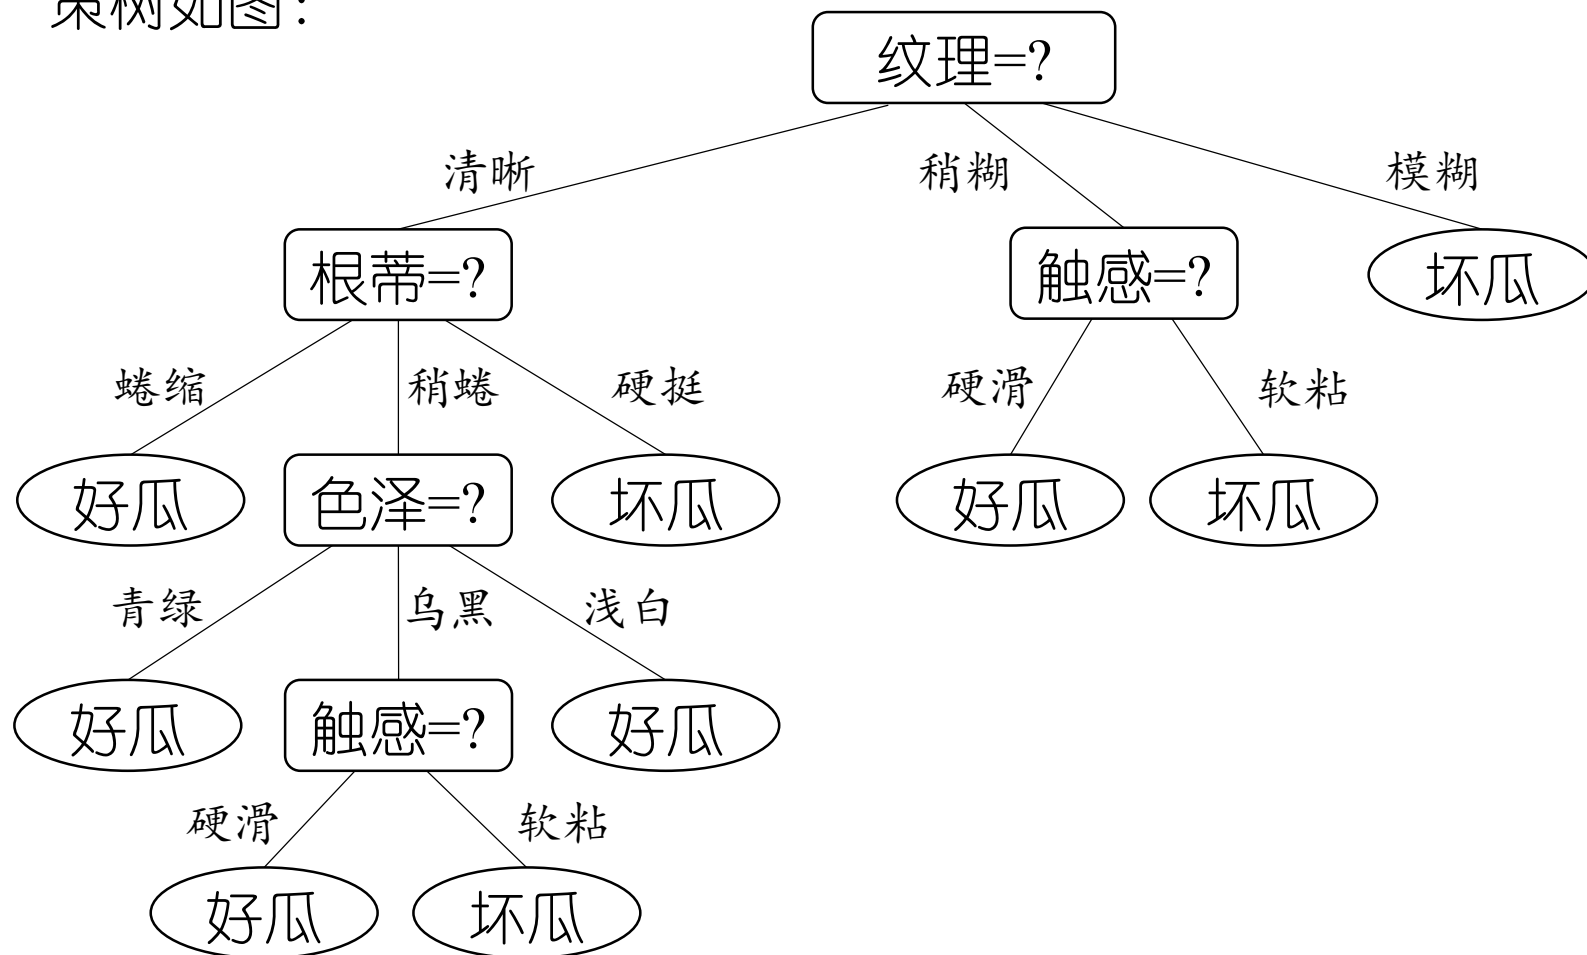 策树如图：
纹理=?
清晰 稍糊 模糊
根蒂=? 触感=? 坏瓜
蜷缩 稍蜷 硬挺 硬滑 软粘
好瓜 色泽=? 坏瓜 好瓜 坏瓜
青绿 乌黑 浅白
好瓜 触感=? 好瓜
硬滑 软粘
好瓜 坏瓜